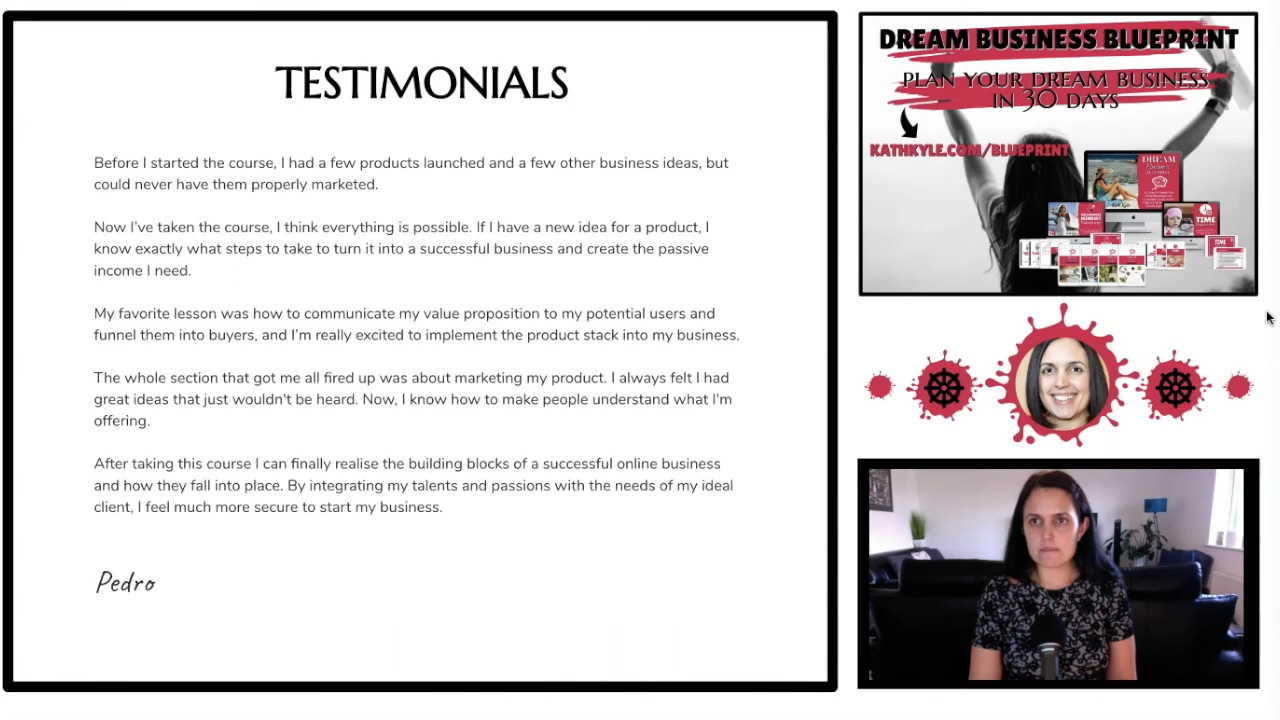 TESTIMONIALS
Before I started the course, I had a few products launched and a few other business ideas, but
could never have them properly marketed.
Now I've taken the course, I think everything is possible. If I have a new idea for a product, I
know exactly what steps to take to turn it into a successful business and create the passive
income I need.
My favorite lesson was how to communicate my value proposition to my potential users and
funnel them into buyers, and I'm really excited to implement the product stack into my business.
The whole section that got me all fired up was about marketing my product. I always felt I had
great ideas that just wouldn't be heard. Now, I know how to make people understand what I'm
offering.
After taking this course I can finally realise the building blocks of a successful online business
and how they fall into place. By integrating my talents and passions with the needs of my ideal
client, I feel much more secure to start my business.
Pedro
DREAM BUSINESS BLUEPRINT
PLAN YOUR DREAM BUSINESS
IN 30 DAYS
KATHKYLE.COM/BLUEPRINT
DREAM
TIME
TIME